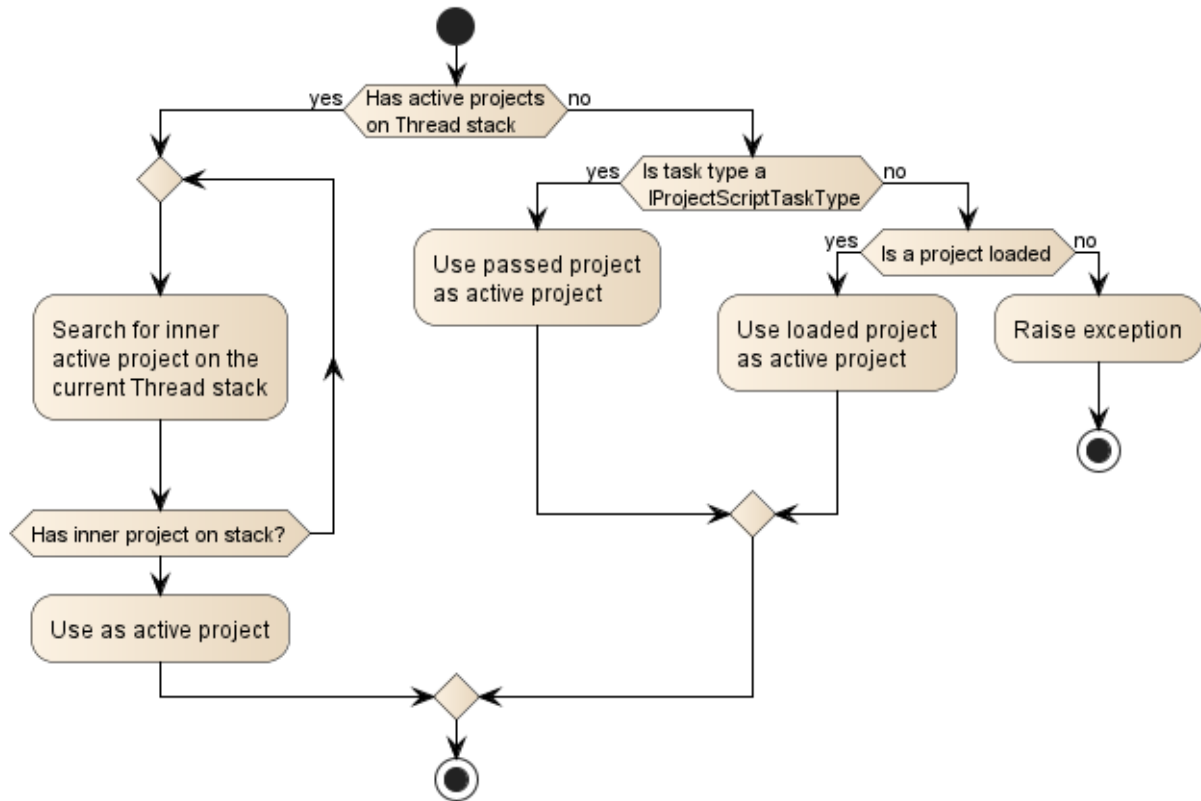 Has active projects
on Thread stack
yes
no
Is task type a
IProjectScriptTaskType
yes
no
Use passed project
as active project
Is a project loaded
yes
no
Use loaded project
as active project
Raise exception
Search for inner
active project on the
current Thread stack
Has inner project on stack?
Use as active project